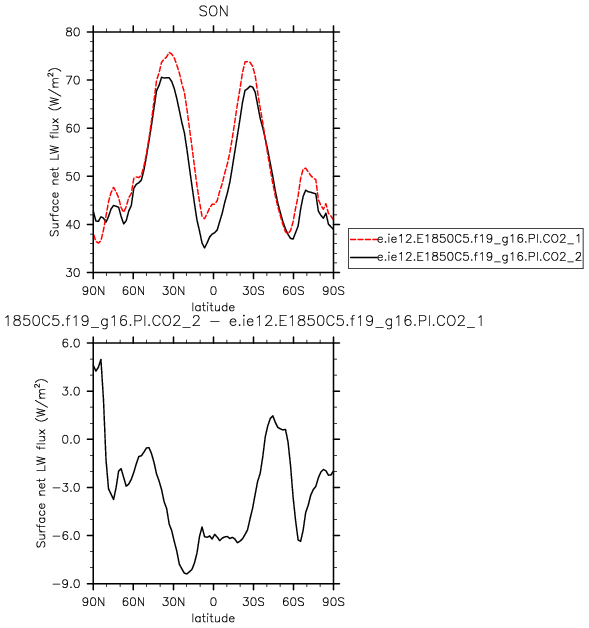 SON
80
70
60
50
40
30
Surface net LW flux (W/m²)
90N 60N 30N 0 30S 60S 90S
latitude
e.ie12.E1850C5.f19_g16.PI.CO2_1
e.ie12.E1850C5.f19_g16.PI.CO2_2
1850C5.f19_g16.PI.CO2_2 − e.ie12.E1850C5.f19_g16.PI.CO2_1
6.0
3.0
0.0
−3.0
−6.0
−9.0
Surface net LW flux (W/m²)
90N 60N 30N 0 30S 60S 90S
latitude